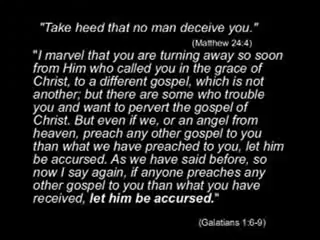 "Take heed that no man deceive you."
(Matthew 24:4)
"I marvel that you are turning away so soon
from Him who called you in the grace of
Christ, to a different gospel, which is not
another; but there are some who trouble
you and want to pervert the gospel of
Christ. But even if we, or an angel from
heaven, preach any other gospel to you
than what we have preached to you, let him
be accursed. As we have said before, so
now I say again, if anyone preaches any
other gospel to you than what you have
received, let him be accursed."
(Galatians 1:6-9)